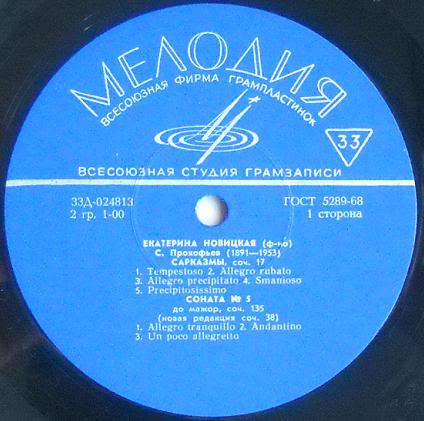 МЕЛОДИЯ
ВСЕСОЮЗНАЯ ФИРМА ГРАМПЛАСТИНОК
33
ВСЕСОЮЗНАЯ СТУДИЯ ГРАМЗАПИСИ
33Д-024813
2 гр. 1-00
ГОСТ 5289-68
1 сторона
ЕКАТЕРИНА НОВИЦКАЯ (ф-но)
С. Прокофьев (1891—1953)
САРКАЗМЫ, соч. 17
1. Tempestoso 2. Allegro rubato
3. Allegro precipitato 4. Smanioso
5. Precipitosissimo
СОНАТА № 5
до мажор, соч. 135
(новая редакция соч. 38)
1. Allegro tranquillo 2. Andantino
3. Un poco allegretto